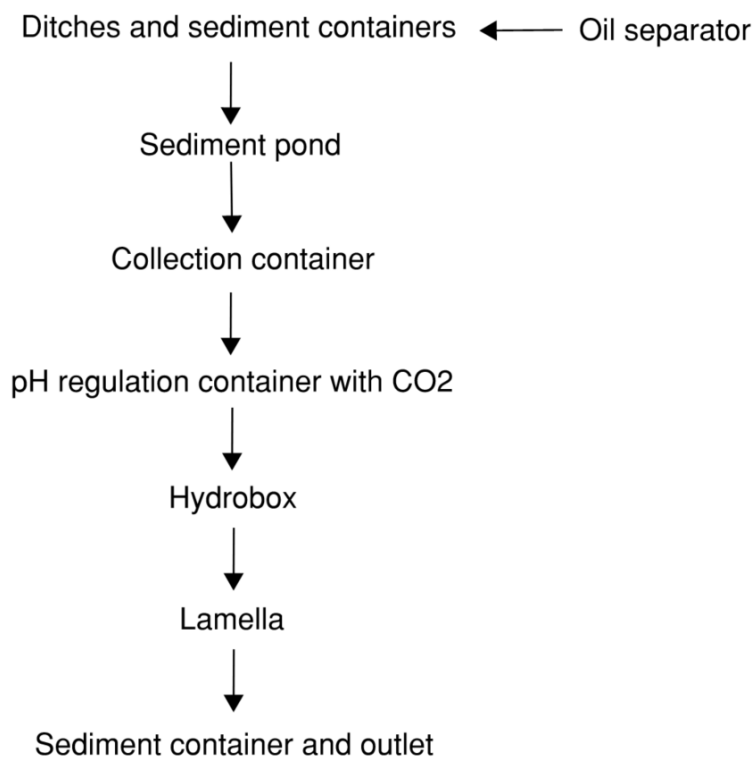 Ditches and sediment containers
Oil separator
Sediment pond
Collection container
pH regulation container with CO2
Hydrobox
Lamella
Sediment container and outlet